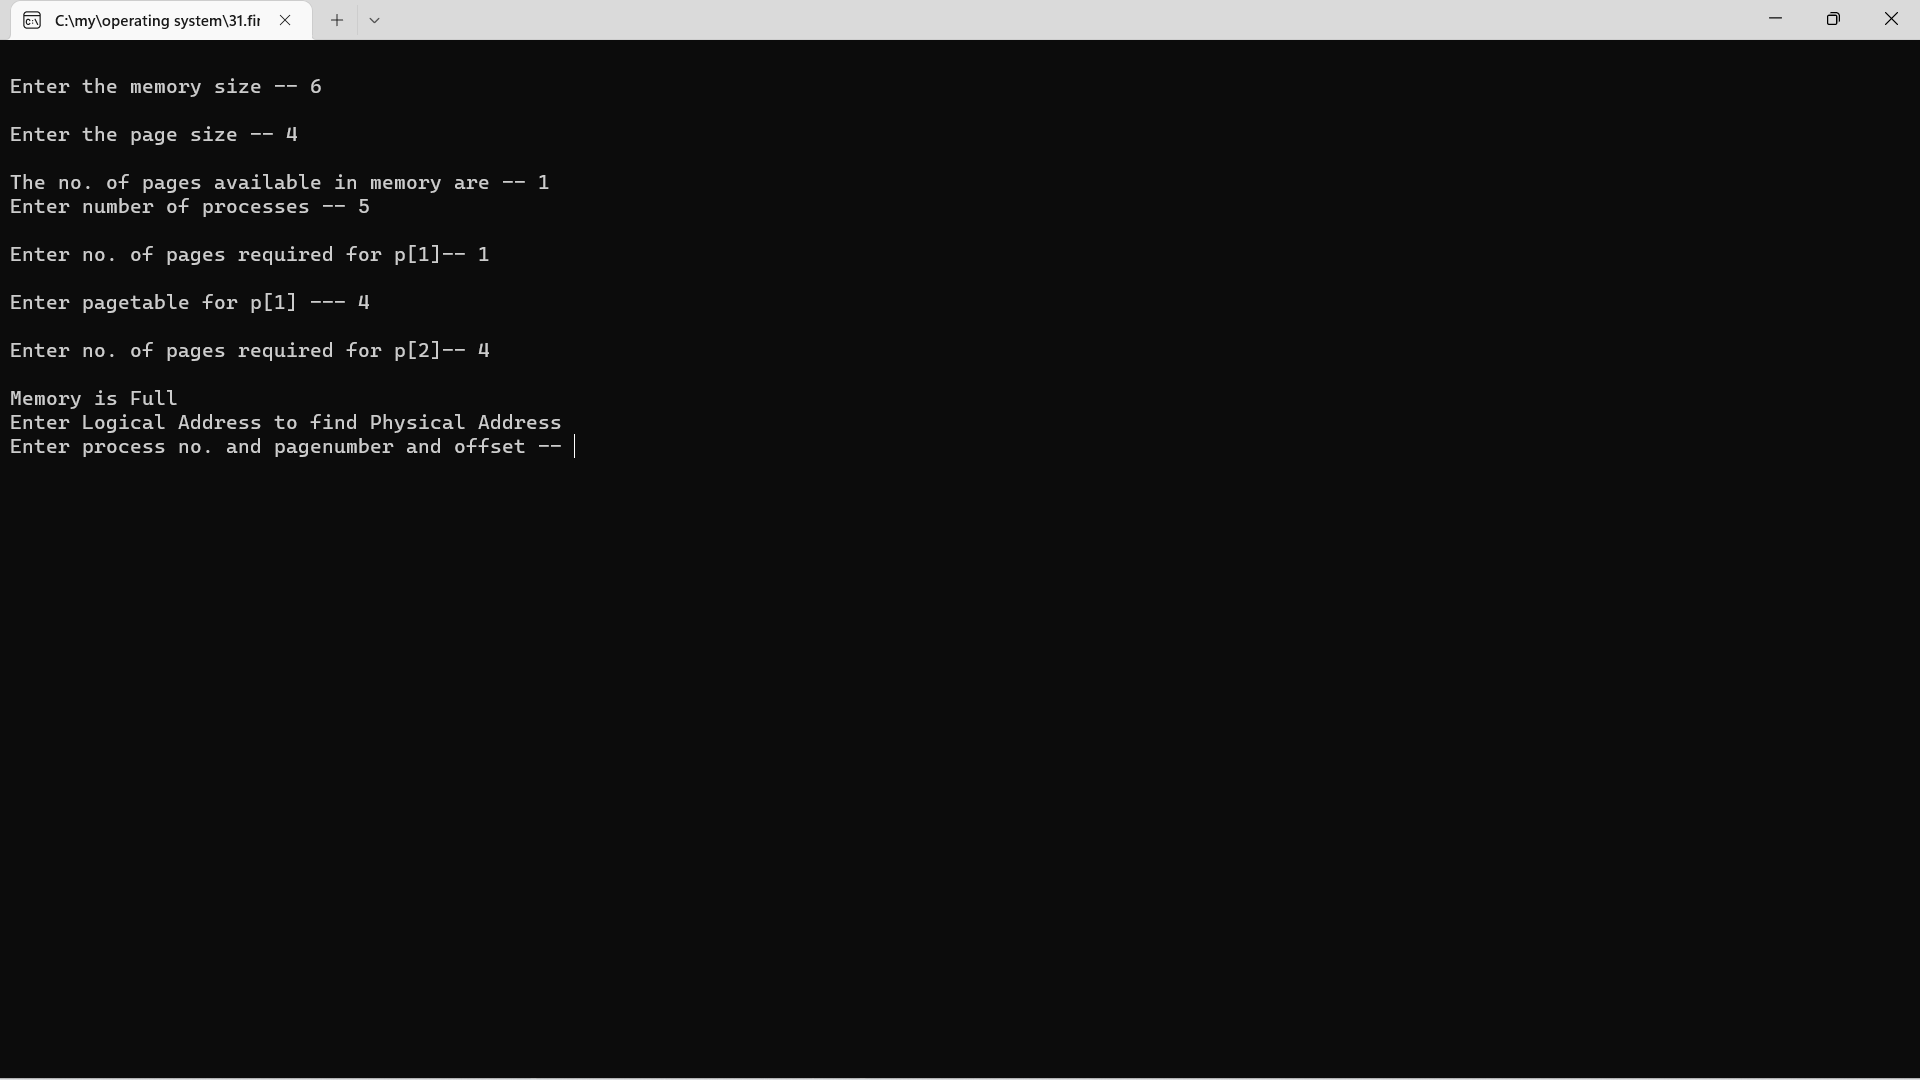 C:\my\operating system\31.fir
Enter the memory size -- 6
Enter the page size -- 4
The no. of pages available in memory are -- 1
Enter number of processes -- 5
Enter no. of pages required for p[1]-- 1
Enter pagetable for p[1] --- 4
Enter no. of pages required for p[2]-- 4
Memory is Full
Enter Logical Address to find Physical Address
Enter process no. and pagenumber and offset --